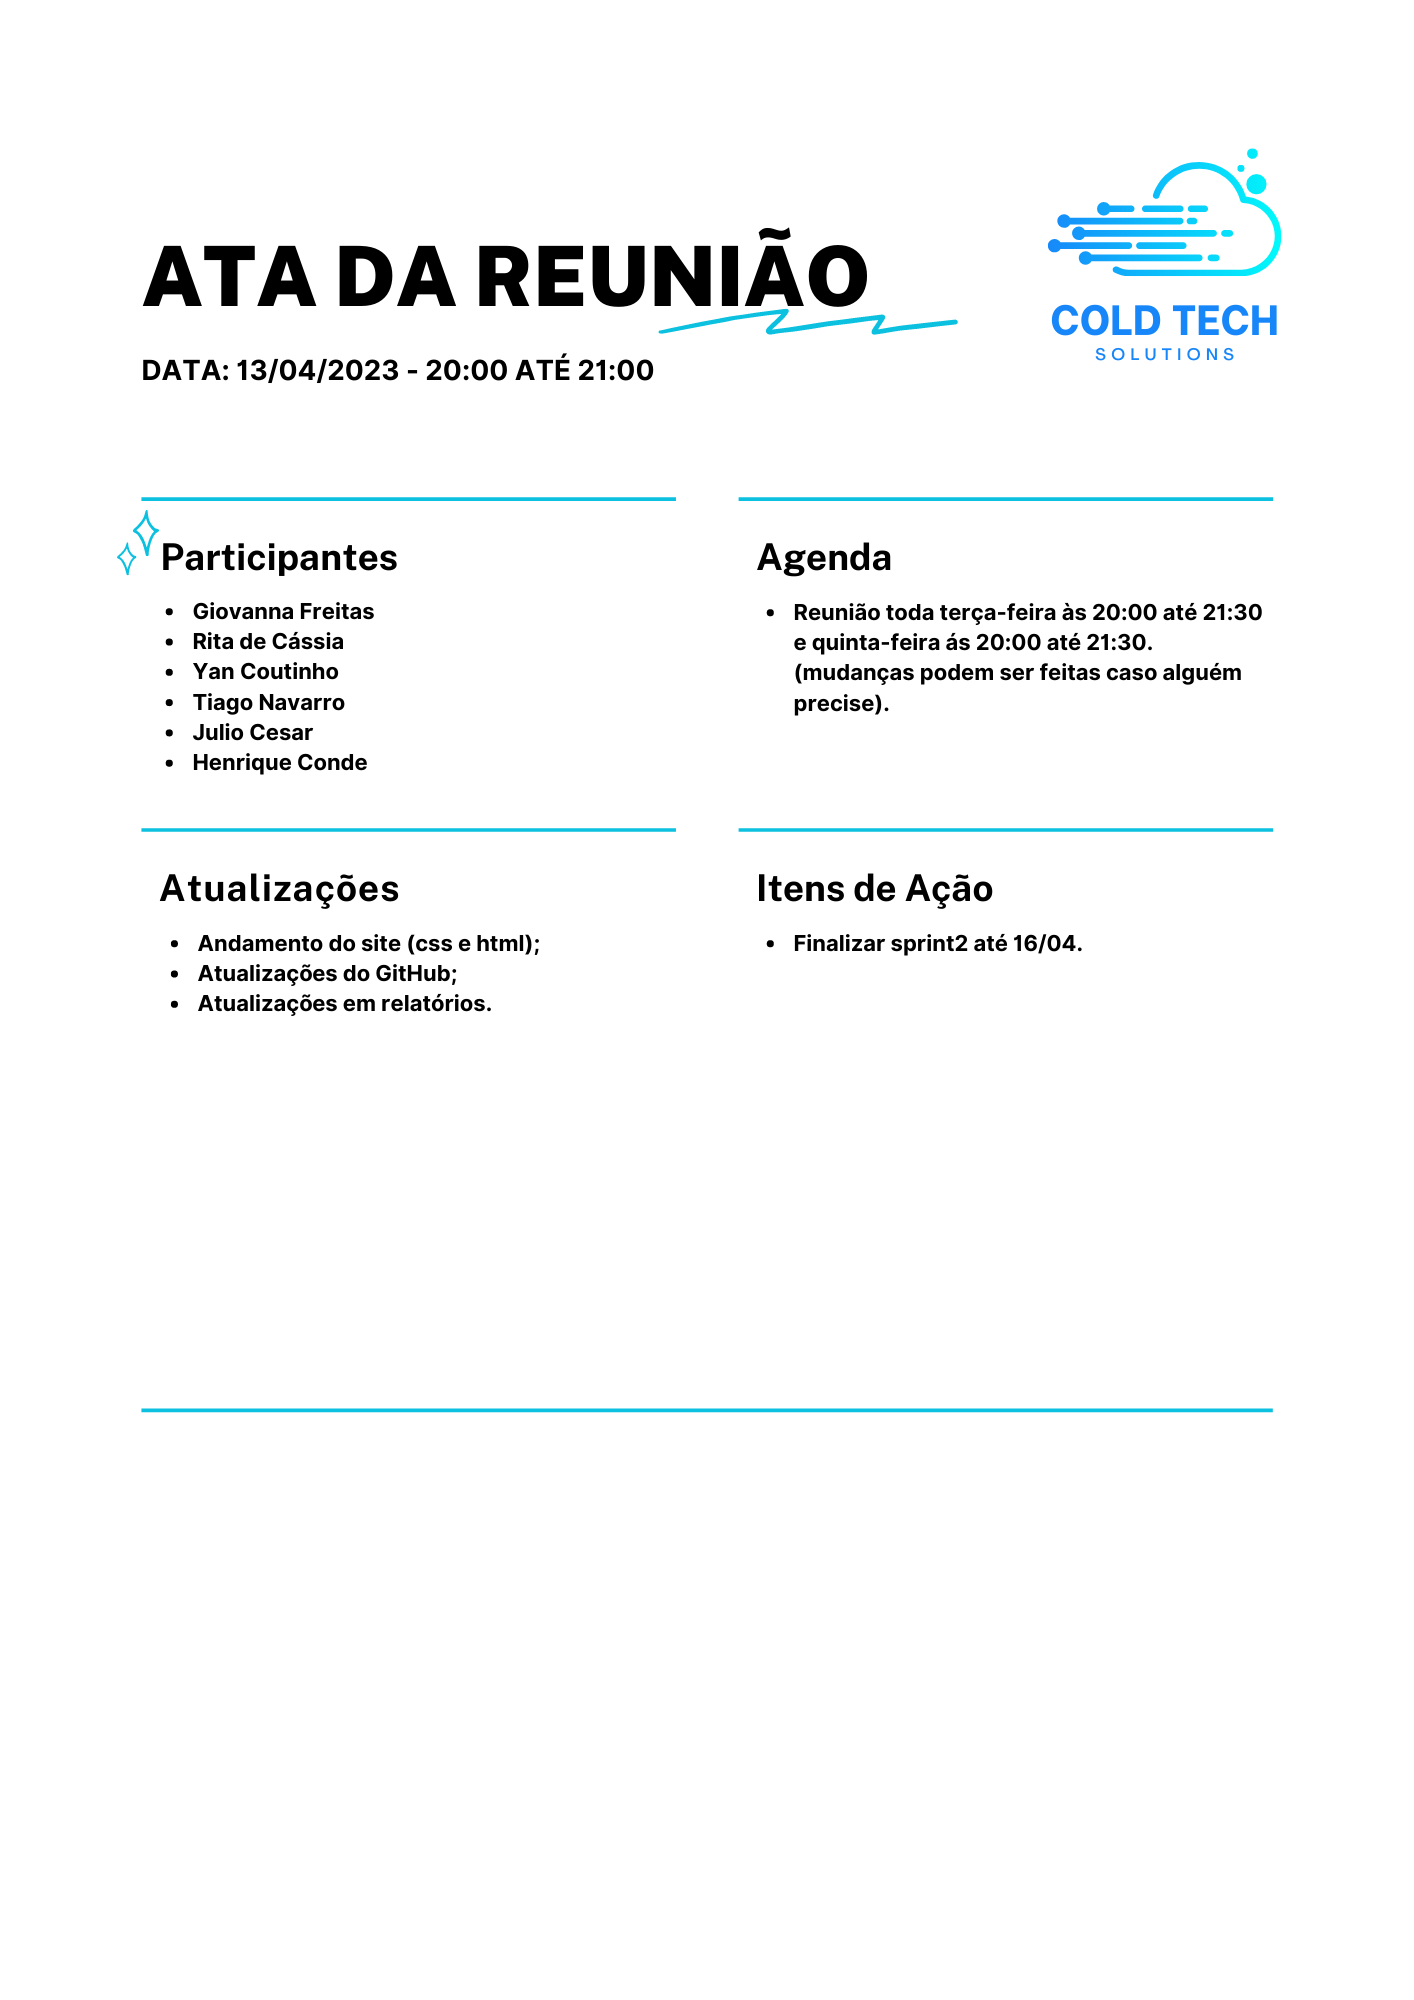 ATA DA REUNIÃO
DATA: 13/04/2023 - 20:00 ATÉ 21:00
COLD TECH
SOLUTIONS
Participantes
• Giovanna Freitas
• Rita de Cássia
• Yan Coutinho
• Tiago Navarro
• Julio Cesar
• Henrique Conde
Agenda
• Reunião toda terça-feira às 20:00 até 21:30
e quinta-feira ás 20:00 até 21:30.
(mudanças podem ser feitas caso alguém
precise).
Atualizações
• Andamento do site (css e html);
• Atualizações do GitHub;
• Atualizações em relatórios.
Itens de Ação
• Finalizar sprint2 até 16/04.